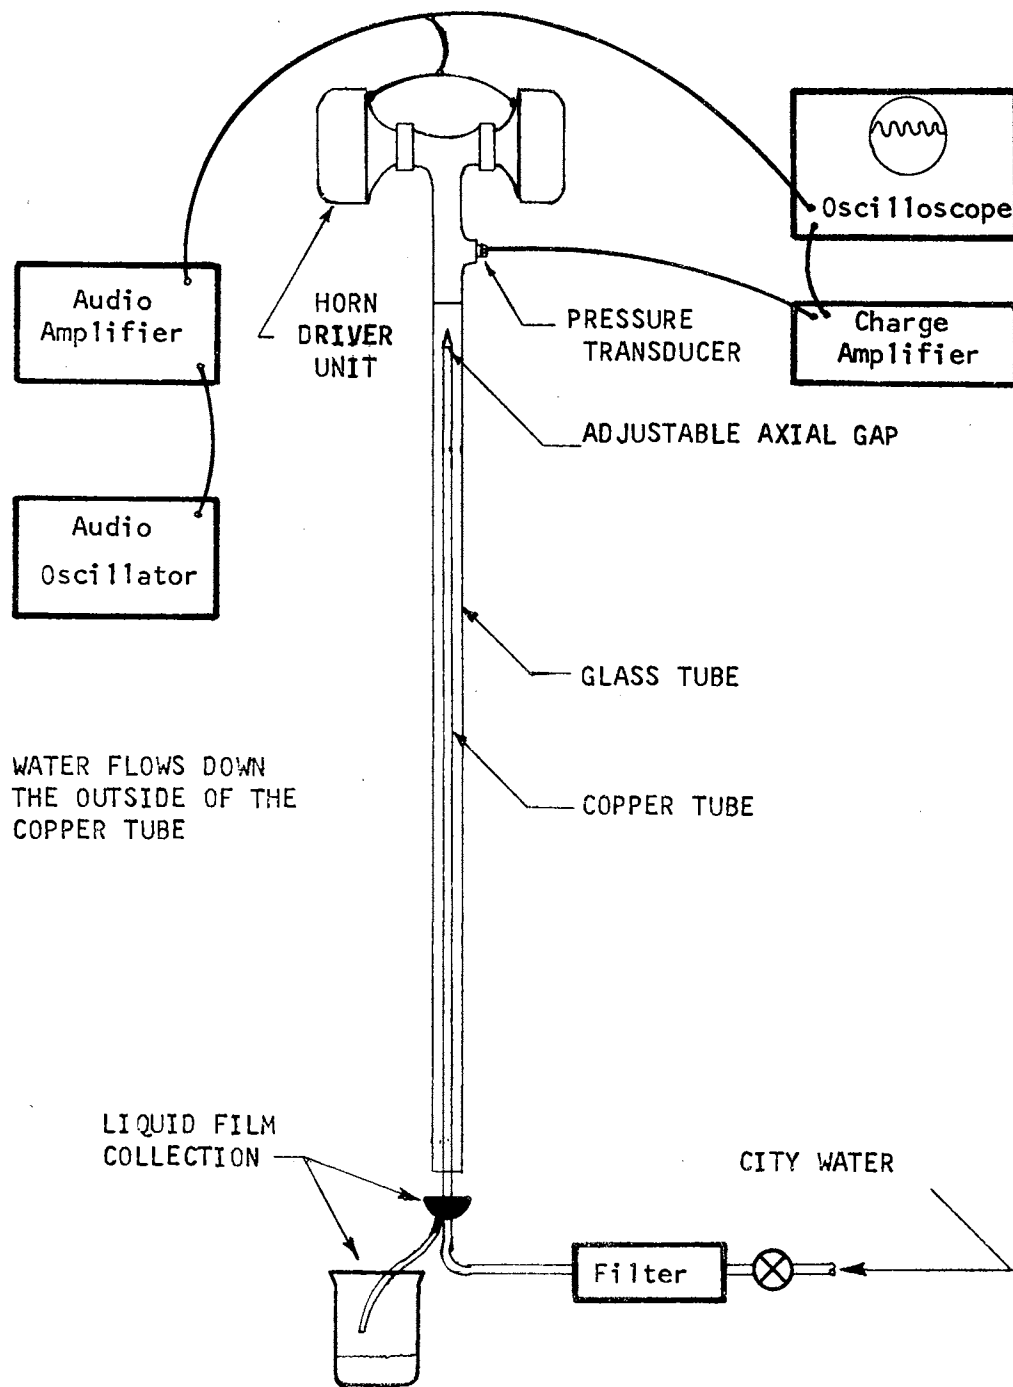 Oscilloscope
Audio
Amplifier
HORN
DRIVER
UNIT
PRESSURE
TRANSDUCER
Charge
Amplifier
ADJUSTABLE AXIAL GAP
Audio
Oscillator
GLASS TUBE
WATER FLOWS DOWN
THE OUTSIDE OF THE
COPPER TUBE
COPPER TUBE
LIQUID FILM
COLLECTION
CITY WATER
Filter